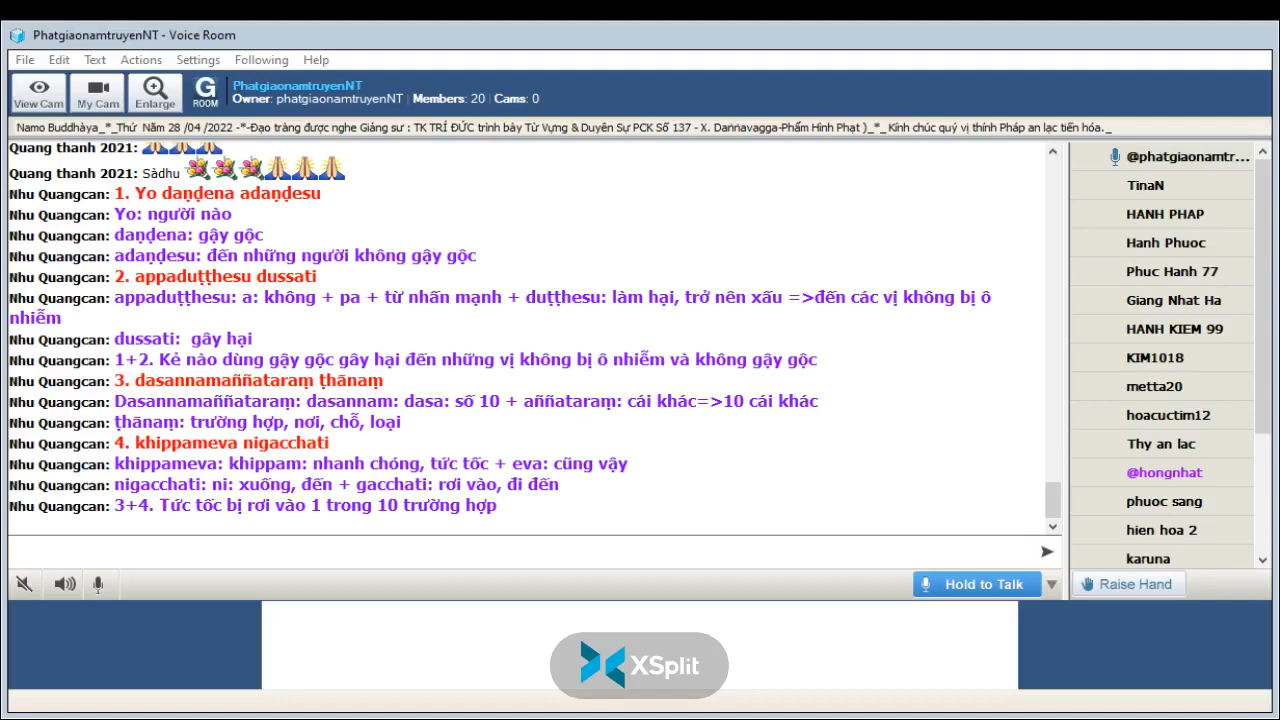 PhatgiaonamtruyenNT - Voice Room
File Edit Text Actions Settings Following Help
View Cam My Cam Enlarge G ROOM
PhatgiaonamtruyenNT
Owner: phatgiaonamtruyenNT | Members: 20 | Cams: 0
Namo Buddhàya_*_Thứ Năm 28 /04 /2022 -*-Đạo tràng được nghe Giảng sư : TK TRÍ ĐỨC trình bày Từ Vựng & Duyên Sự PCK Số 137 - X. Daṇṇavagga-Phẩm Hình Phạt )_*_ Kính chúc quý vị thính Pháp an lạc tiến hóa._
Quang thanh 2021:
Quang thanh 2021: Sàdhu
Nhu Quangcan: 1. Yo daṇḍena adaṇḍesu
Nhu Quangcan: Yo: người nào
Nhu Quangcan: daṇḍena: gậy gộc
Nhu Quangcan: adaṇḍesu: đến những người không gậy gộc
Nhu Quangcan: 2. appaduṭṭhesu dussati
Nhu Quangcan: appaduṭṭhesu: a: không + pa + từ nhấn mạnh + duṭṭhesu: làm hại, trở nên xấu =>đến các vị không bị ô
nhiễm
Nhu Quangcan: dussati: gây hại
Nhu Quangcan: 1+2. Kẻ nào dùng gậy gộc gây hại đến những vị không bị ô nhiễm và không gậy gộc
Nhu Quangcan: 3. dasannamaññataraṃ ṭhānaṃ
Nhu Quangcan: Dasannamaññataraṃ: dasannam: dasa: số 10 + aññataraṃ: cái khác=>10 cái khác
Nhu Quangcan: ṭhānaṃ: trường hợp, nơi, chỗ, loại
Nhu Quangcan: 4. khippameva nigacchati
Nhu Quangcan: khippameva: khippam: nhanh chóng, tức tốc + eva: cũng vậy
Nhu Quangcan: nigacchati: ni: xuống, đến + gacchati: rơi vào, đi đến
Nhu Quangcan: 3+4. Tức tốc bị rơi vào 1 trong 10 trường hợp
@phatgiaonamtr...
TinaN
HANH PHAP
Hanh Phuoc
Phuc Hanh 77
Giang Nhat Ha
HANH KIEM 99
KIM1018
metta20
hoacuctim12
Thy an lac
@hongnhat
phuoc sang
hien hoa 2
karuna
Hold to Talk
Raise Hand
XSplit